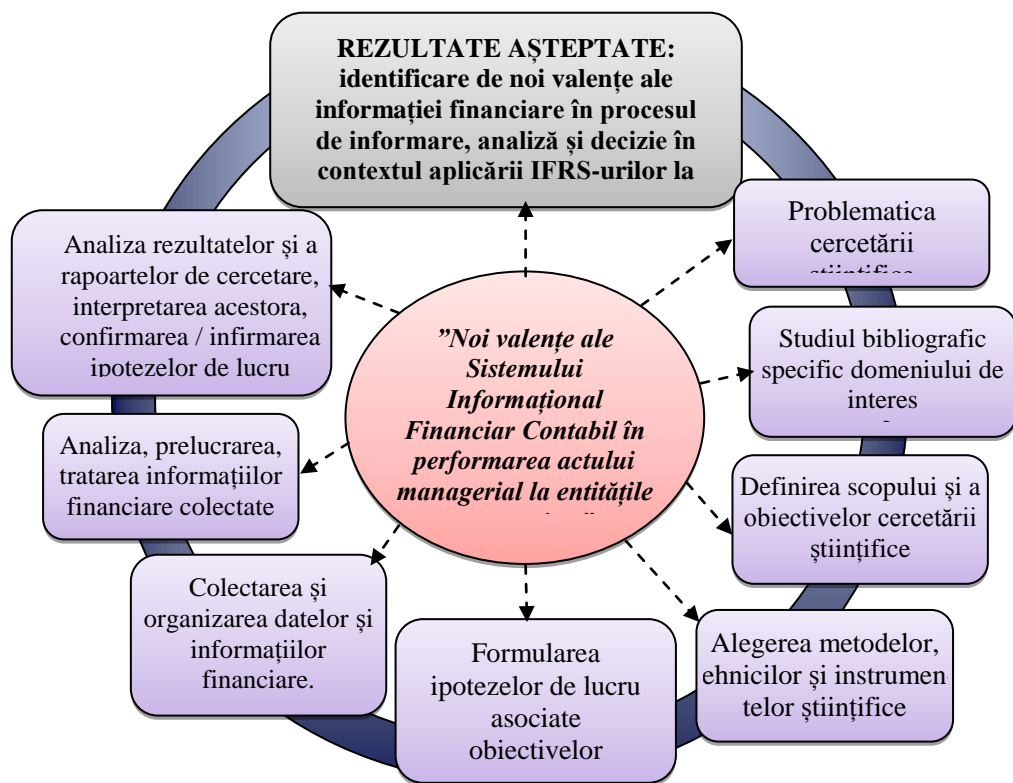 REZULTATE AȘTEPTATE:
identificare de noi valențe ale
informației financiare în procesul
de informare, analiză și decizie în
contextul aplicării IFRS-urilor la
Problematica
cercetării
științifice
Studiul bibliografic
specific domeniului de
interes
Definirea scopului și a
obiectivelor cercetării
științifice
Alegerea metodelor,
ehnicilor și instrumen
telor științifice
Formularea
ipotezelor de lucru
asociate
obiectivelor
Colectarea și
organizarea datelor și
informațiilor
financiare.
Analiza, prelucrarea,
tratarea informațiilor
financiare colectate
Analiza rezultatelor și a
rapoartelor de cercetare,
interpretarea acestora,
confirmarea / infirmarea
ipotezelor de lucru
”Noi valențe ale
Sistemului
Informațional
Financiar Contabil în
performarea actului
managerial la entitățile